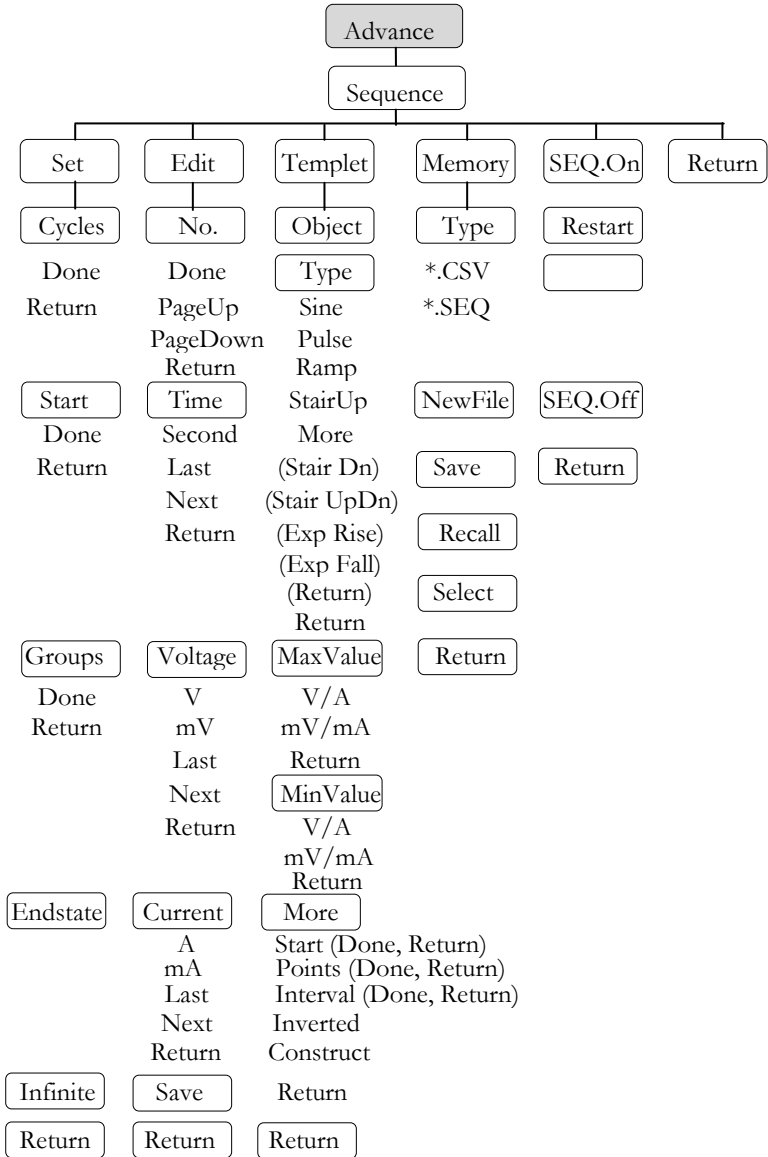 Advance
Sequence
Set Edit Templet Memory SEQ.On Return
Cycles No. Object Type Restart
Done Done Type *.CSV
Return PageUp Sine *.SEQ
PageDown Pulse
Return Ramp
Start Time StairUp NewFile SEQ.Off
Done Second More
Return Last (Stair Dn) Save Return
Next (Stair UpDn)
Return (Exp Rise) Recall
(Exp Fall)
(Return) Select
Return
Groups Voltage MaxValue Return
Done V V/A
Return mV mV/mA
Last Return
Next MinValue
Return V/A
mV/mA
Return
Endstate Current More
A Start (Done, Return)
mA Points (Done, Return)
Last Interval (Done, Return)
Next Inverted
Return Construct
Infinite Save Return
Return Return Return